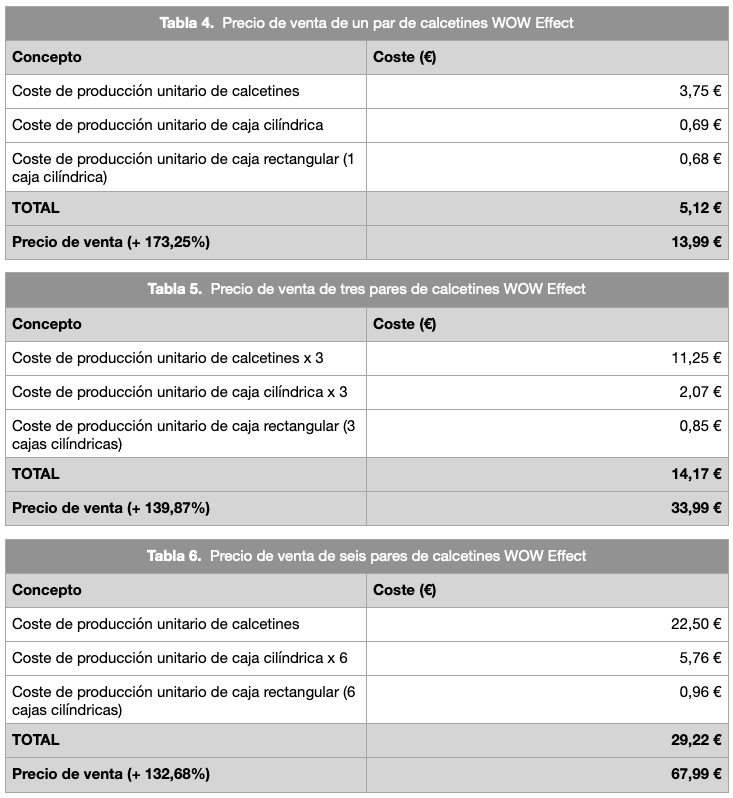 Tabla 4. Precio de venta de un par de calcetines WOW Effect
Concepto Coste (€)
Coste de producción unitario de calcetines 3,75 €
Coste de producción unitario de caja cilíndrica 0,69 €
Coste de producción unitario de caja rectangular (1 0,68 €
caja cilíndrica)
TOTAL 5,12 €
Precio de venta (+ 173,25%) 13,99 €
Tabla 5. Precio de venta de tres pares de calcetines WOW Effect
Concepto Coste (€)
Coste de producción unitario de calcetines x 3 11,25 €
Coste de producción unitario de caja cilíndrica x 3 2,07 €
Coste de producción unitario de caja rectangular (3 0,85 €
cajas cilíndricas)
TOTAL 14,17 €
Precio de venta (+ 139,87%) 33,99 €
Tabla 6. Precio de venta de seis pares de calcetines WOW Effect
Concepto Coste (€)
Coste de producción unitario de calcetines 22,50 €
Coste de producción unitario de caja cilíndrica x 6 5,76 €
Coste de producción unitario de caja rectangular (6 0,96 €
cajas cilíndricas)
TOTAL 29,22 €
Precio de venta (+ 132,68%) 67,99 €